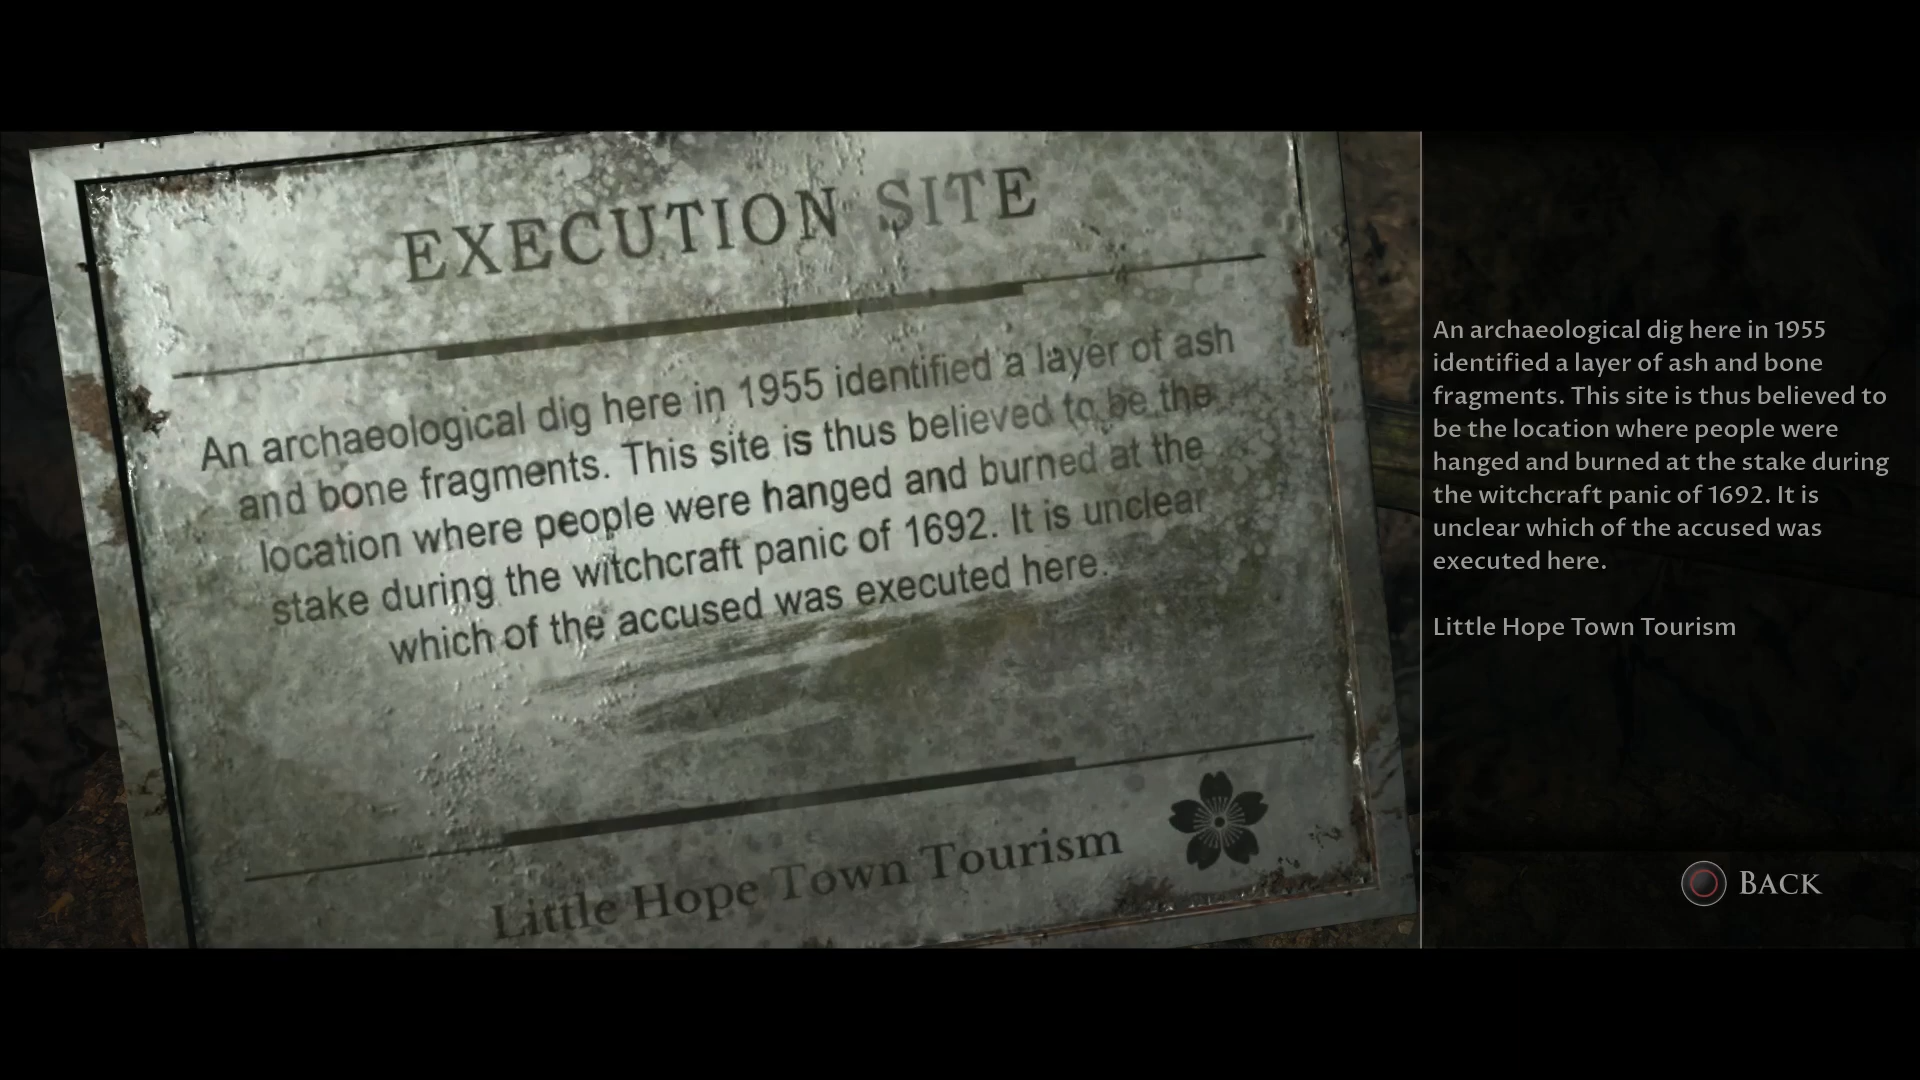 EXECUTION SITE
An archaeological dig here in 1955 identified a layer of ash
and bone fragments. This site is thus believed to be the
location where people were hanged and burned at the
stake during the witchcraft panic of 1692. It is unclear
which of the accused was executed here.
Little Hope Town Tourism
An archaeological dig here in 1955
identified a layer of ash and bone
fragments. This site is thus believed to
be the location where people were
hanged and burned at the stake during
the witchcraft panic of 1692. It is
unclear which of the accused was
executed here.
Little Hope Town Tourism
BACK